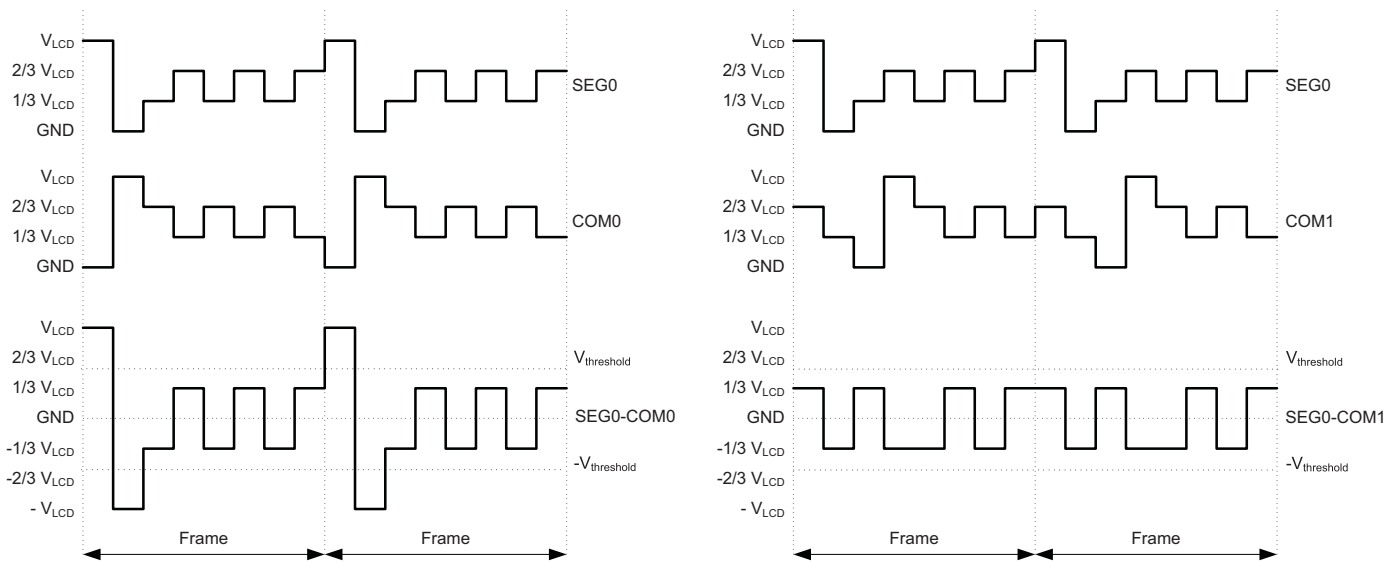 V_LCD
2/3 V_LCD
1/3 V_LCD
GND
SEG0
V_LCD
2/3 V_LCD
1/3 V_LCD
GND
COM0
V_LCD
2/3 V_LCD
1/3 V_LCD
GND
-1/3 V_LCD
-2/3 V_LCD
- V_LCD
V_threshold
SEG0-COM0
-V_threshold
Frame
Frame
V_LCD
2/3 V_LCD
1/3 V_LCD
GND
SEG0
V_LCD
2/3 V_LCD
1/3 V_LCD
GND
COM1
V_LCD
2/3 V_LCD
1/3 V_LCD
GND
-1/3 V_LCD
-2/3 V_LCD
- V_LCD
V_threshold
SEG0-COM1
-V_threshold
Frame
Frame